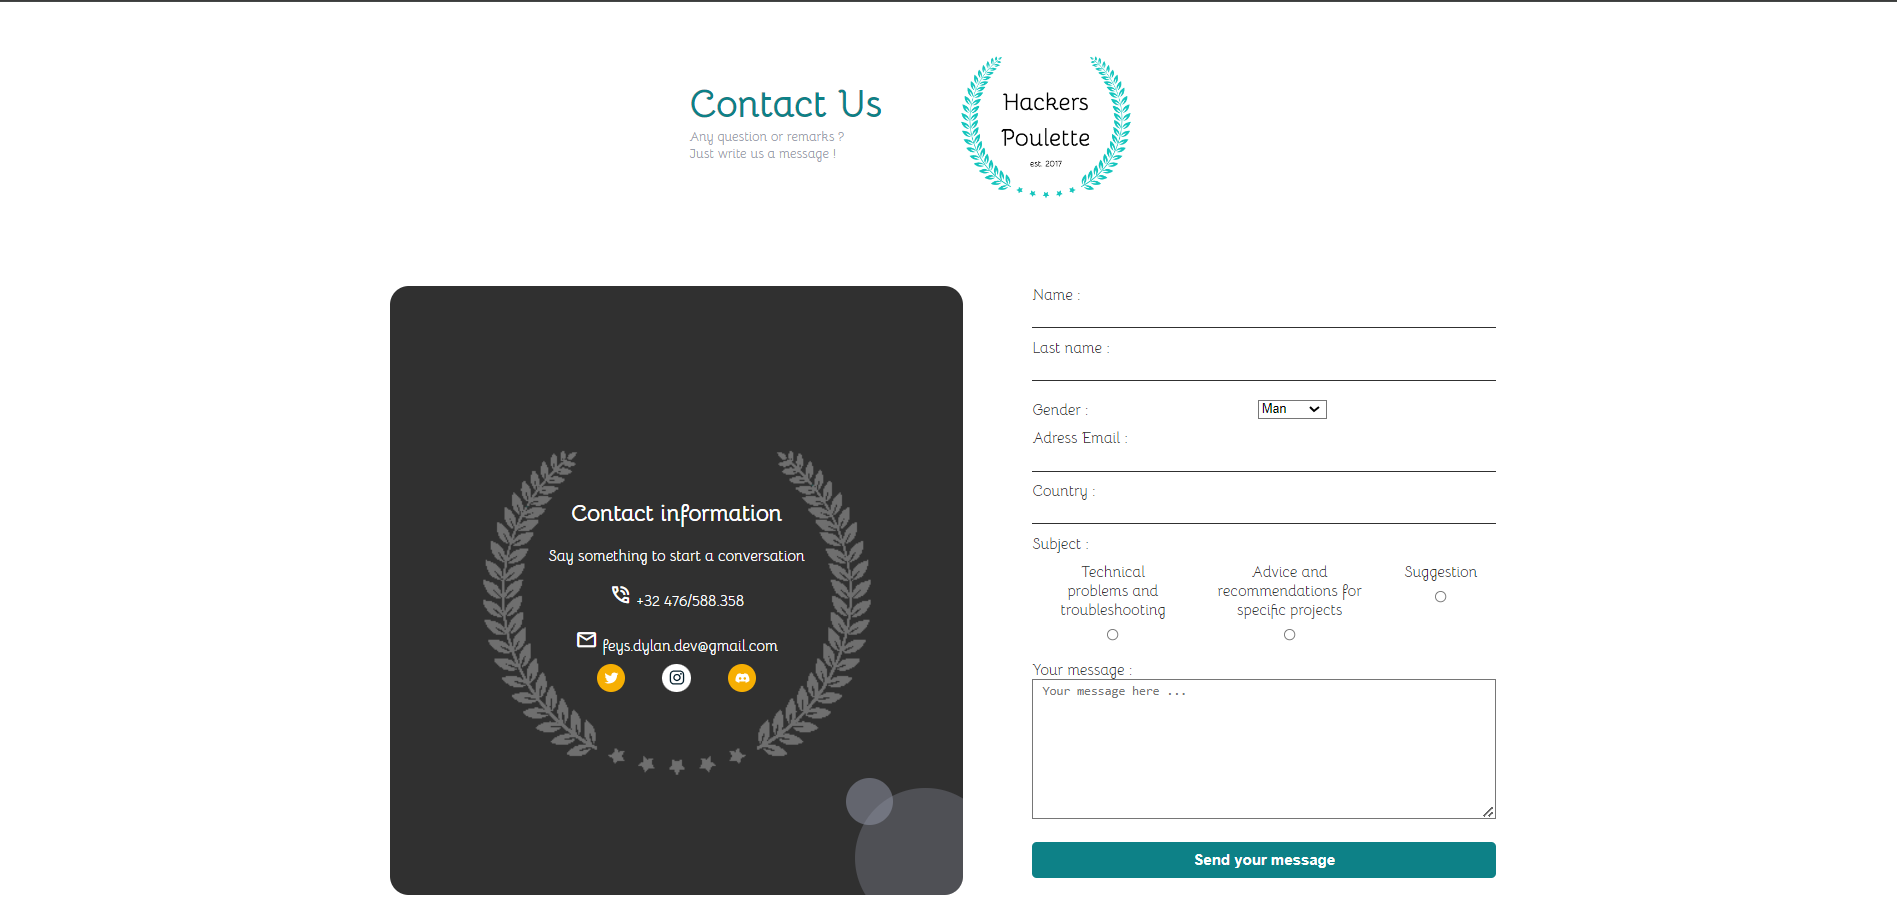 Contact Us
Any question or remarks ?
Just write us a message !
Hackers
Poulette
est. 2017
Contact information
Say something to start a conversation
+32 476/588.358
feys.dylan.dev@gmail.com
Name :
Last name :
Gender :
Man
Adress Email :
Country :
Subject :
Technical
problems and
troubleshooting
Advice and
recommendations for
specific projects
Suggestion
Your message :
Your message here ...
Send your message